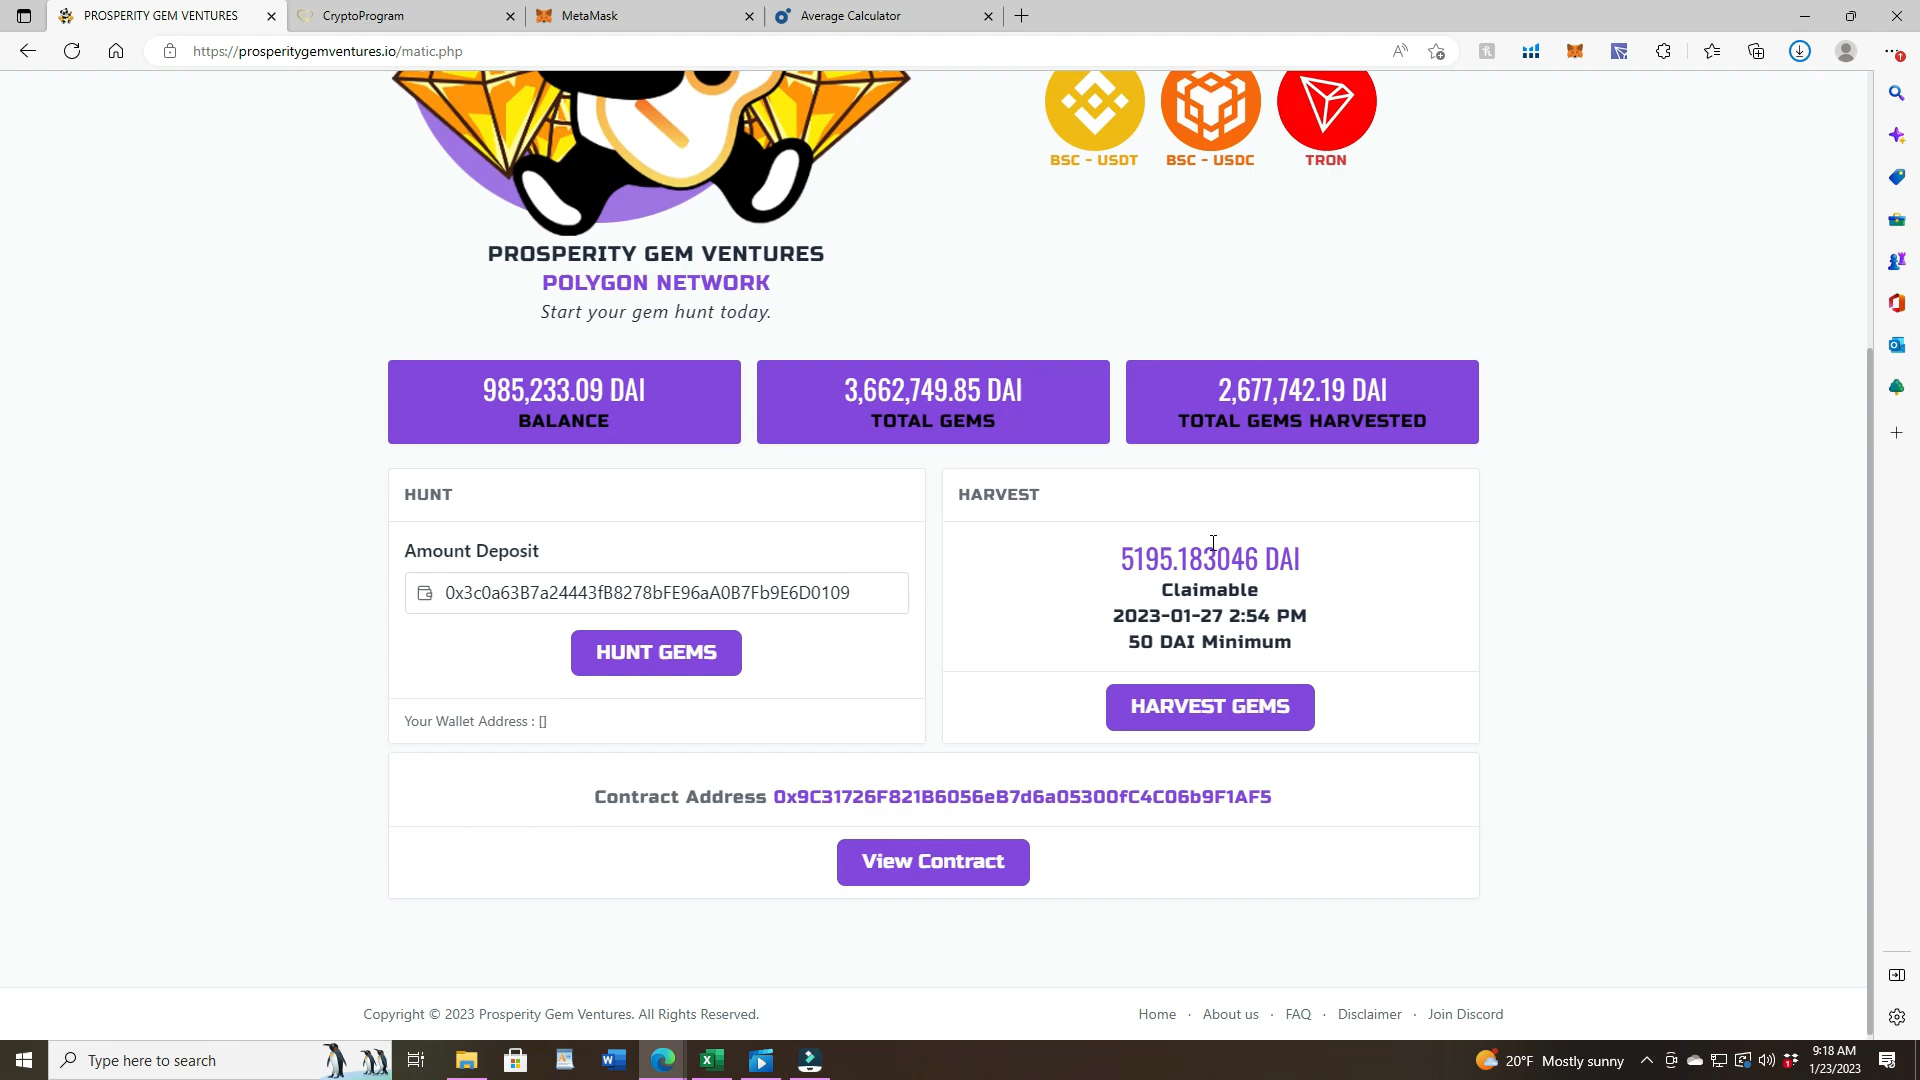 PROSPERITY GEM VENTURES
CryptoProgram
MetaMask
Average Calculator
https://prosperitygemventures.io/matic.php
BSC - USDT
BSC - USDC
TRON
PROSPERITY GEM VENTURES
POLYGON NETWORK
Start your gem hunt today.
985,233.09 DAI
BALANCE
3,662,749.85 DAI
TOTAL GEMS
2,677,742.19 DAI
TOTAL GEMS HARVESTED
HUNT
Amount Deposit
0x3c0a63B7a24443fB8278bFE96aA0B7Fb9E6D0109
HUNT GEMS
Your Wallet Address : []
HARVEST
5195.183046 DAI
Claimable
2023-01-27 2:54 PM
50 DAI Minimum
HARVEST GEMS
Contract Address 0x9C31726F821B6056eB7d6a05300fC4C06b9F1AF5
View Contract
Copyright © 2023 Prosperity Gem Ventures. All Rights Reserved.
Home · About us · FAQ · Disclaimer · Join Discord
Type here to search
20°F Mostly sunny
9:18 AM
1/23/2023